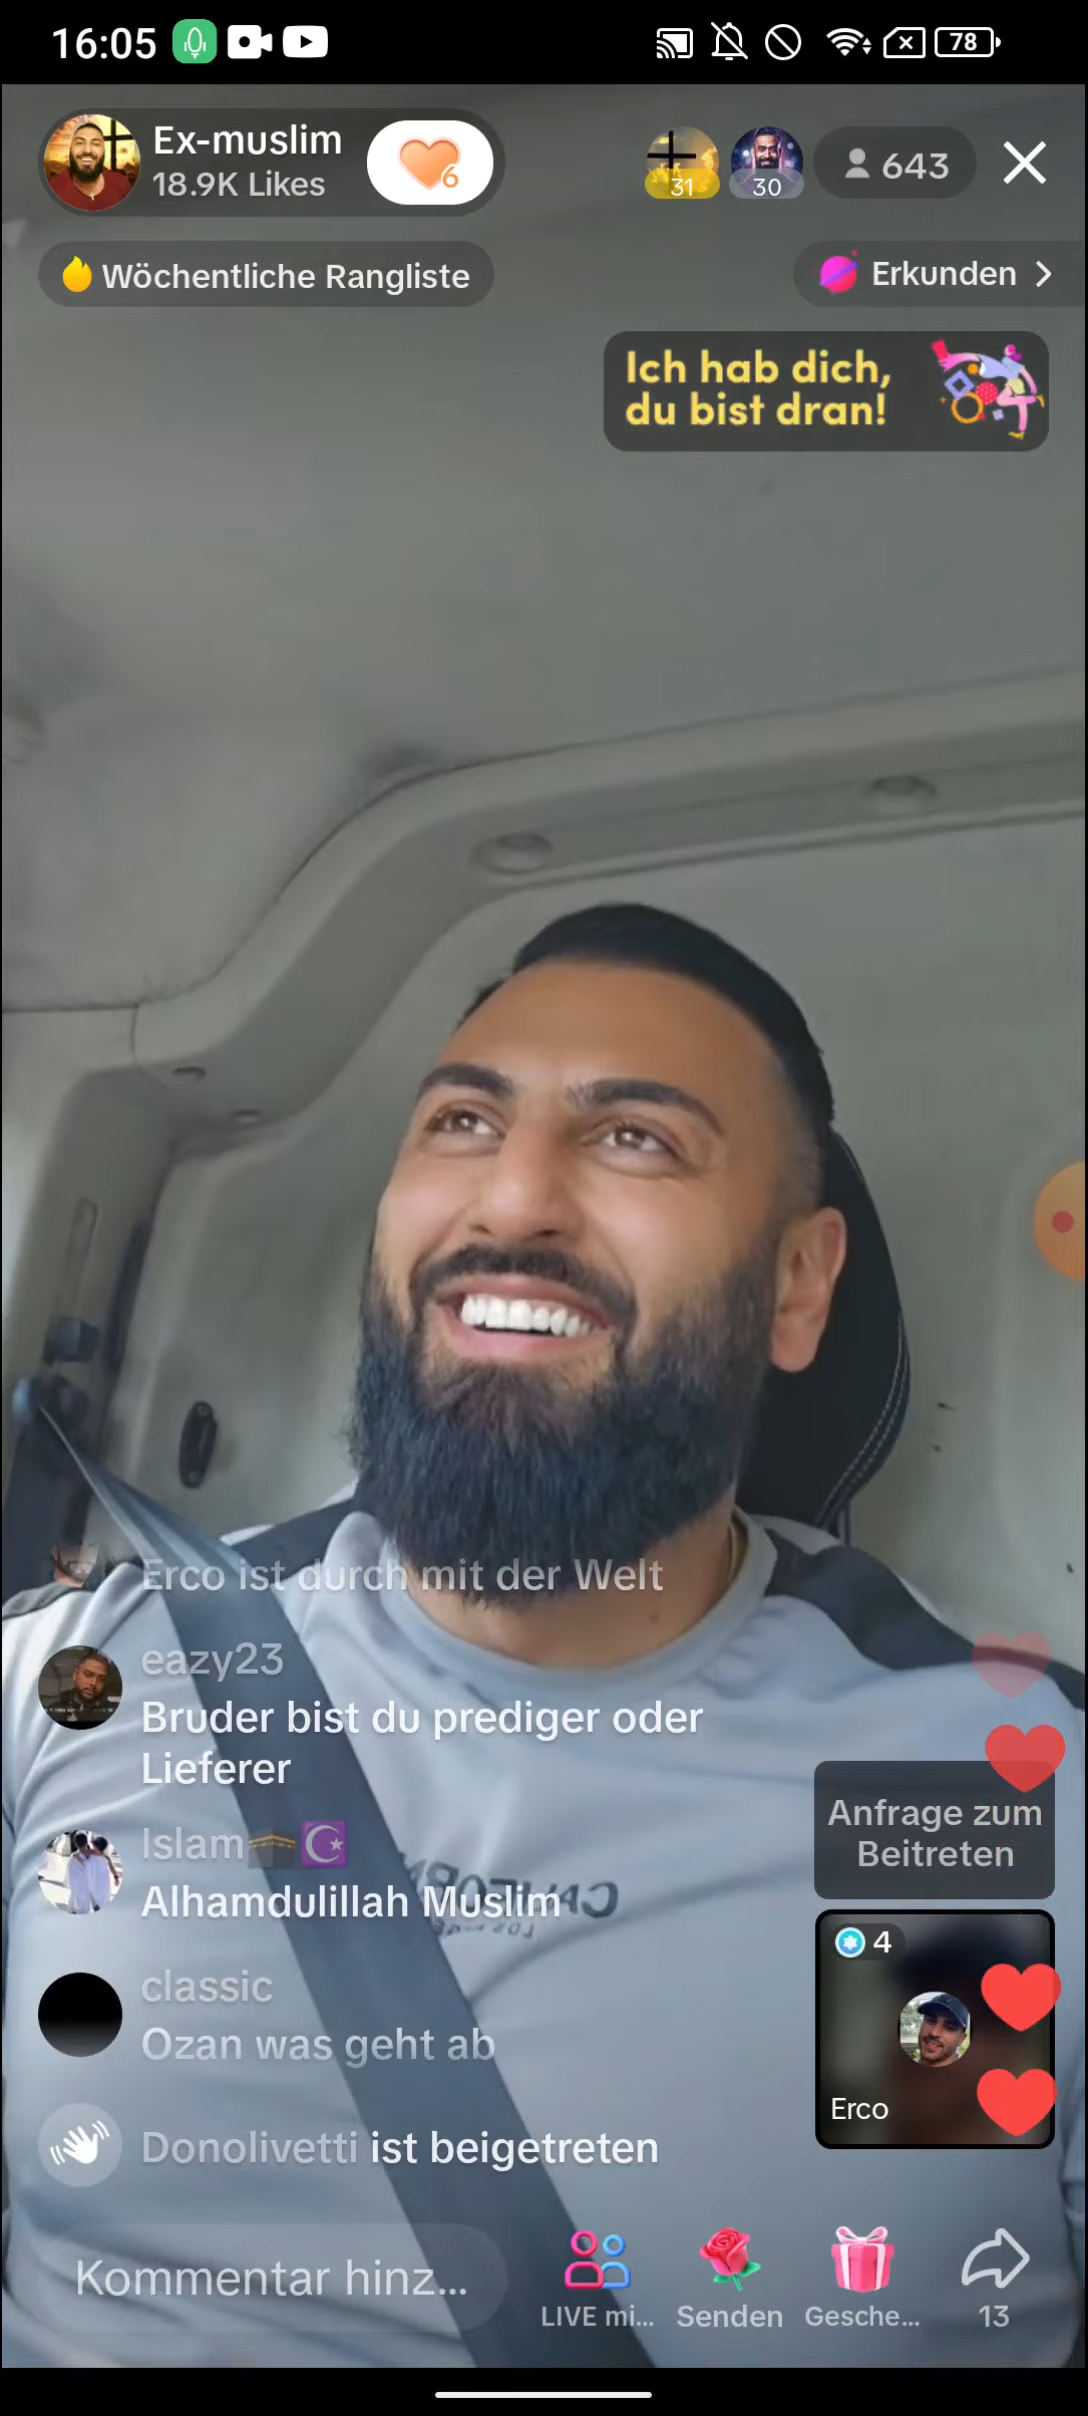 16:05
78
Ex-muslim
18.9K Likes
6
31
30
643
Wöchentliche Rangliste
Erkunden
Ich hab dich,
du bist dran!
Erco ist durch mit der Welt
eazy23
Bruder bist du prediger oder
Lieferer
Islam🕋☪️
Alhamdulillah Muslim
classic
Ozan was geht ab
Donolivetti ist beigetreten
Anfrage zum
Beitreten
4
Erco
Kommentar hinz...
LIVE mi...
Senden
Gesche...
13